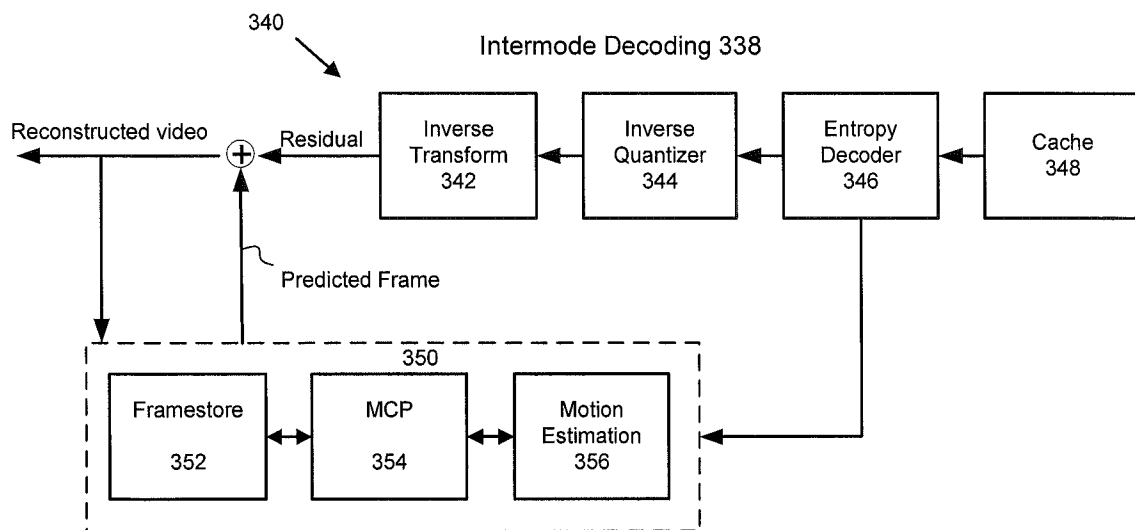 340
Intermode Decoding 338
Reconstructed video
+
Residual
Inverse
Transform
342
Inverse
Quantizer
344
Entropy
Decoder
346
Cache
348
Predicted Frame
350
Framestore
352
MCP
354
Motion
Estimation
356